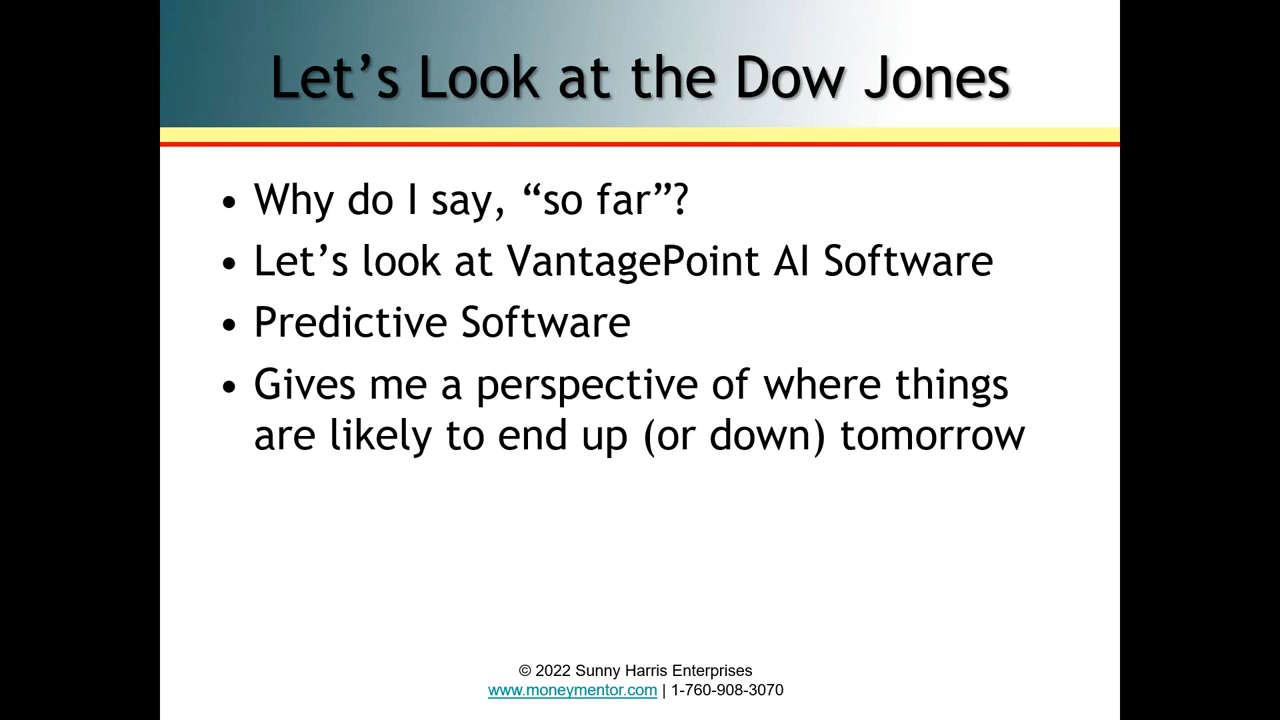 Let’s Look at the Dow Jones
• Why do I say, “so far”?
• Let’s look at VantagePoint AI Software
• Predictive Software
• Gives me a perspective of where things
are likely to end up (or down) tomorrow
© 2022 Sunny Harris Enterprises
www.moneymentor.com | 1-760-908-3070